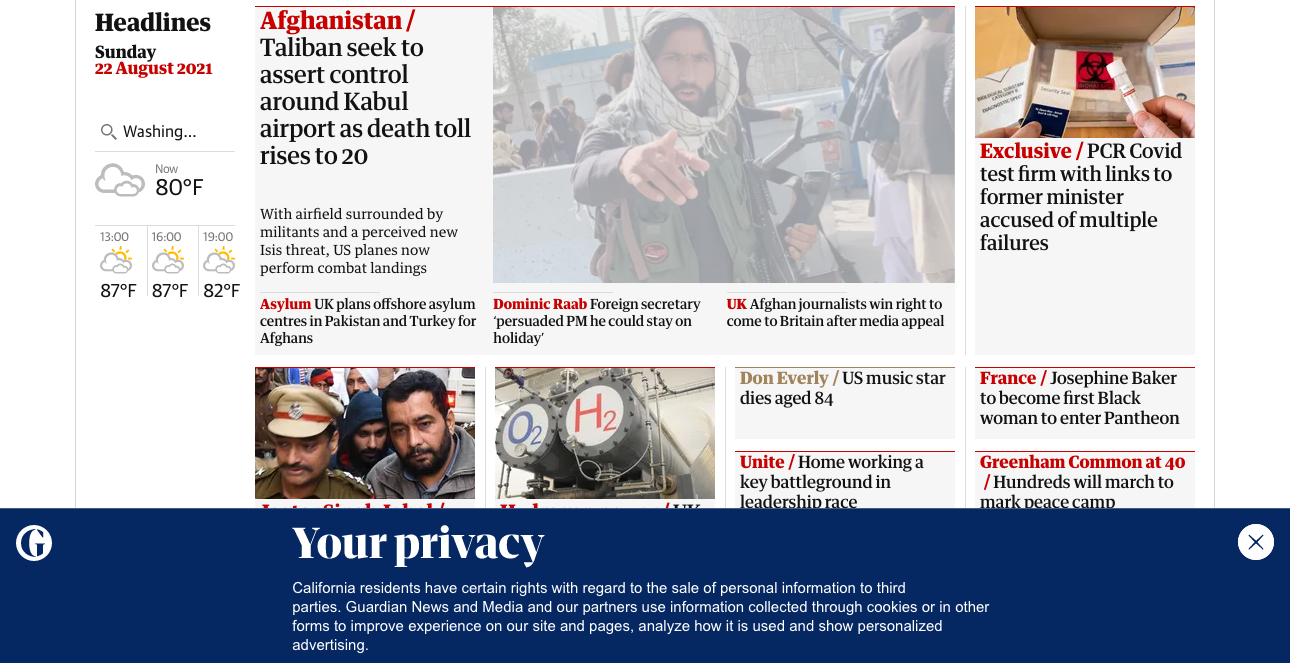 Headlines
Sunday
22 August 2021
Washing...
Now
80°F
13:00
16:00
19:00
87°F
87°F
82°F
Afghanistan /
Taliban seek to
assert control
around Kabul
airport as death toll
rises to 20
With airfield surrounded by
militants and a perceived new
Isis threat, US planes now
perform combat landings
Asylum UK plans offshore asylum
centres in Pakistan and Turkey for
Afghans
Dominic Raab Foreign secretary
‘persuaded PM he could stay on
holiday’
UK Afghan journalists win right to
come to Britain after media appeal
Security Seal
Exclusive / PCR Covid
test firm with links to
former minister
accused of multiple
failures
O2
H2
Don Everly / US music star
dies aged 84
France / Josephine Baker
to become first Black
woman to enter Pantheon
Unite / Home working a
key battleground in
leadership race
Greenham Common at 40
/ Hundreds will march to
mark peace camp
Your privacy
California residents have certain rights with regard to the sale of personal information to third
parties. Guardian News and Media and our partners use information collected through cookies or in other
forms to improve experience on our site and pages, analyze how it is used and show personalized
advertising.